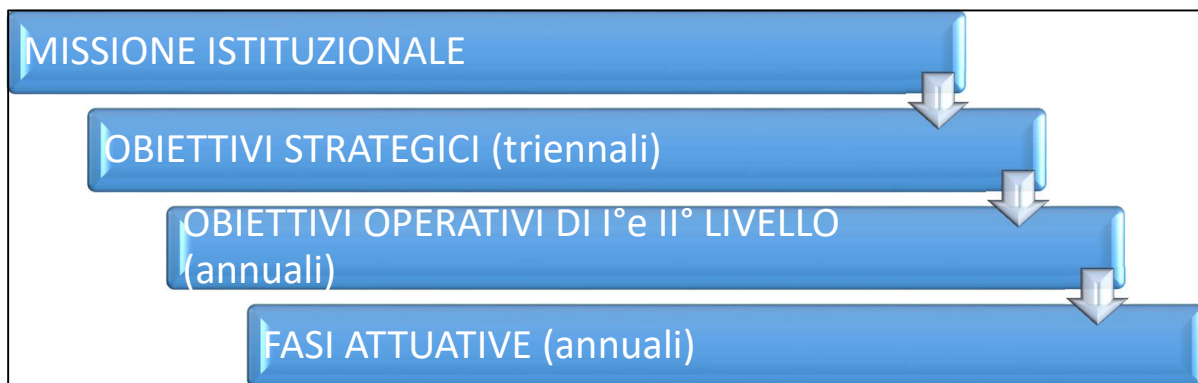 MISSIONE ISTITUZIONALE
OBIETTIVI STRATEGICI (triennali)
OBIETTIVI OPERATIVI DI I°e II° LIVELLO
(annuali)
FASI ATTUATIVE (annuali)